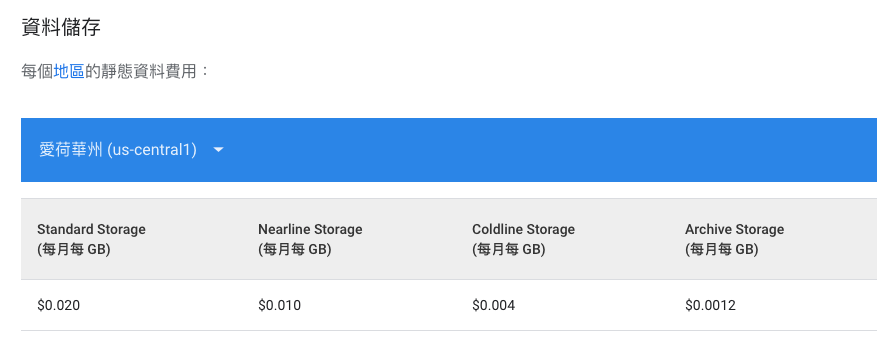 資料儲存
每個地區的靜態資料費用：
愛荷華州 (us-central1)
Standard Storage
(每月每 GB)
Nearline Storage
(每月每 GB)
Coldline Storage
(每月每 GB)
Archive Storage
(每月每 GB)
$0.020
$0.010
$0.004
$0.0012